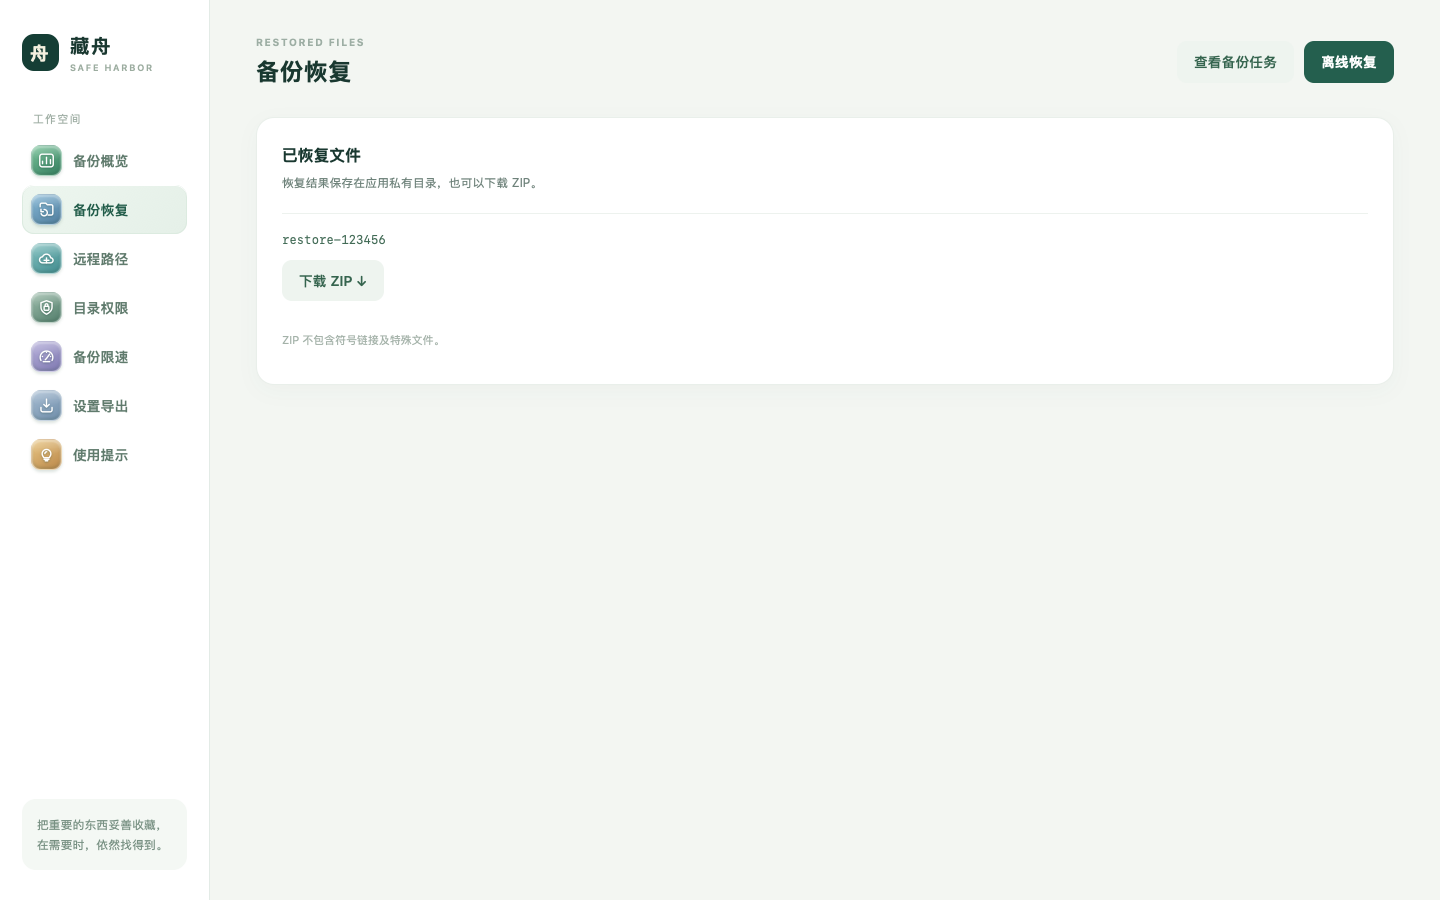 舟
藏舟
SAFE HARBOR
工作空间
备份概览
备份恢复
远程路径
目录权限
备份限速
设置导出
使用提示
把重要的东西妥善收藏，
在需要时，依然找得到。
RESTORED FILES
备份恢复
查看备份任务
离线恢复
已恢复文件
恢复结果保存在应用私有目录，也可以下载 ZIP。
restore-123456
下载 ZIP ↓
ZIP 不包含符号链接及特殊文件。